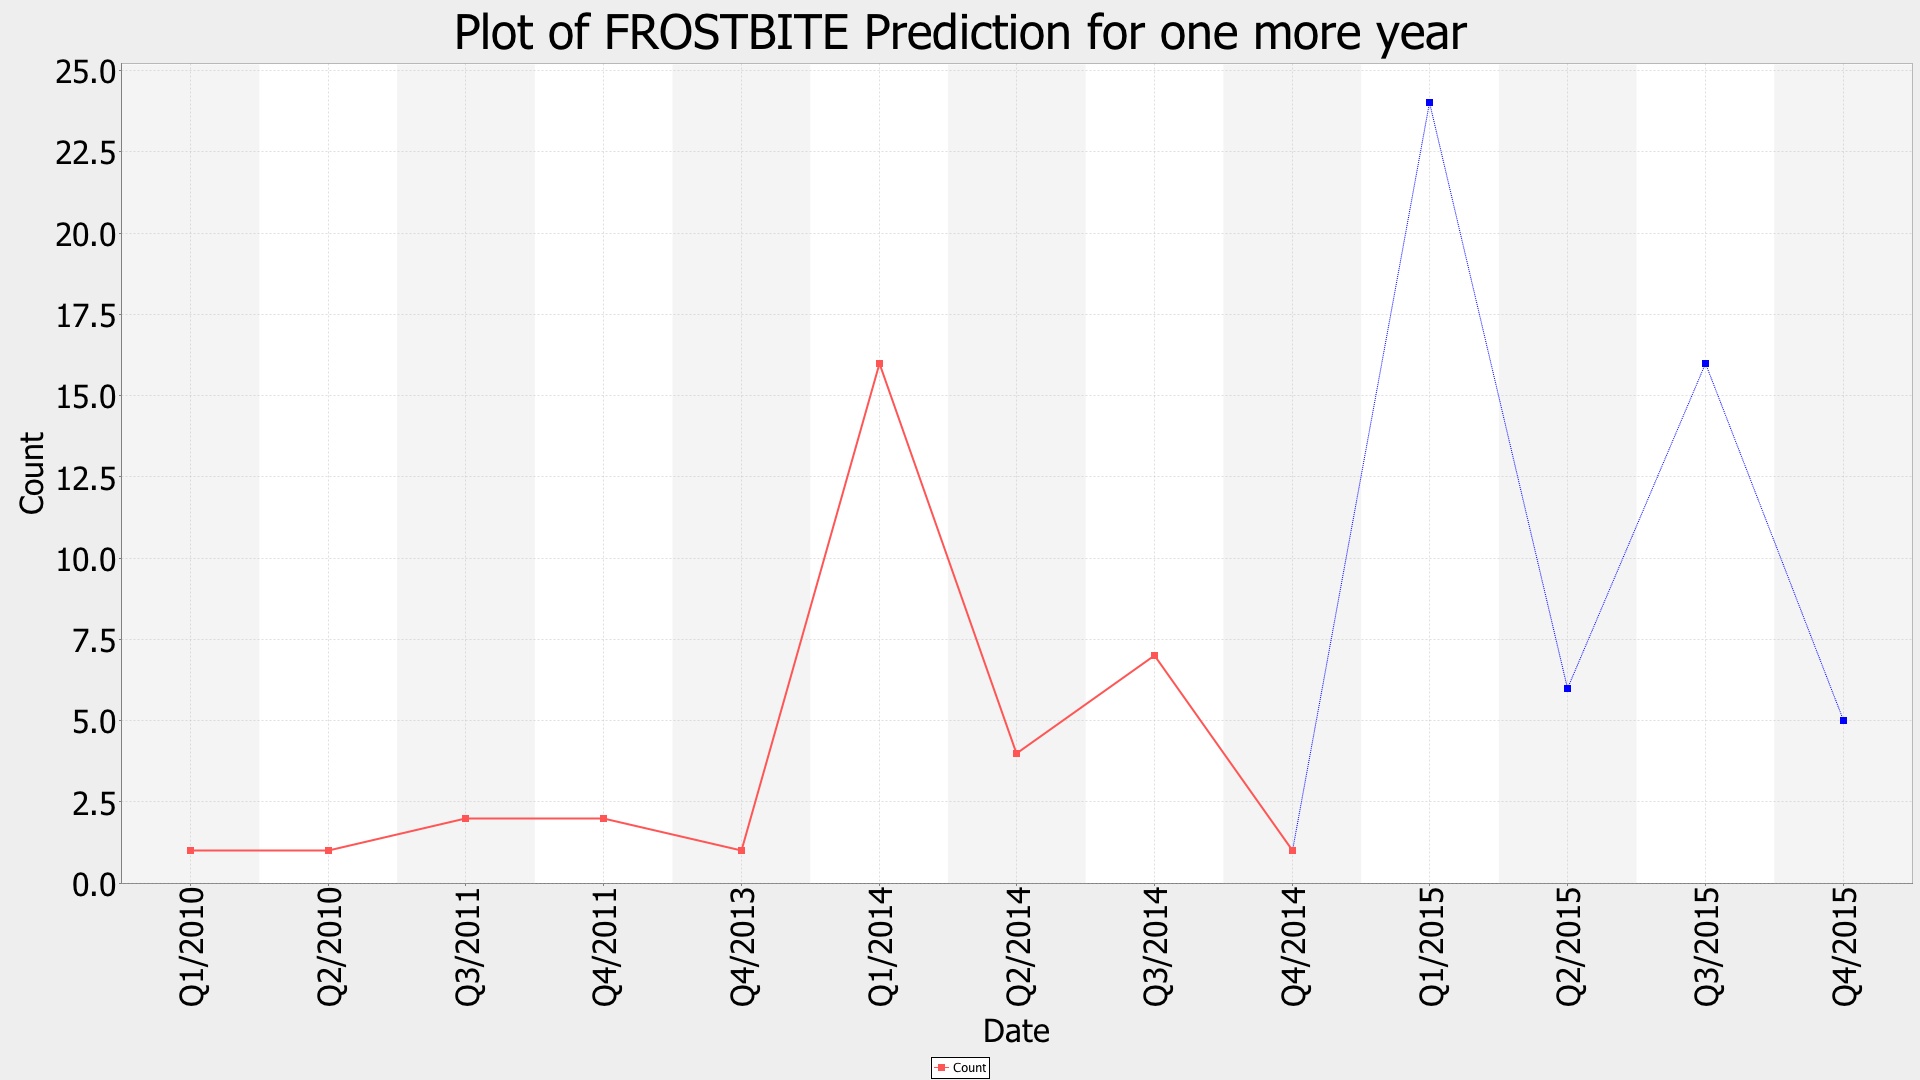 Plot of FROSTBITE Prediction for one more year
25.0
22.5
20.0
17.5
15.0
12.5
10.0
7.5
5.0
2.5
0.0
Count
Q1/2010
Q2/2010
Q3/2011
Q4/2011
Q4/2013
Q1/2014
Q2/2014
Q3/2014
Q4/2014
Q1/2015
Q2/2015
Q3/2015
Q4/2015
Date
Count